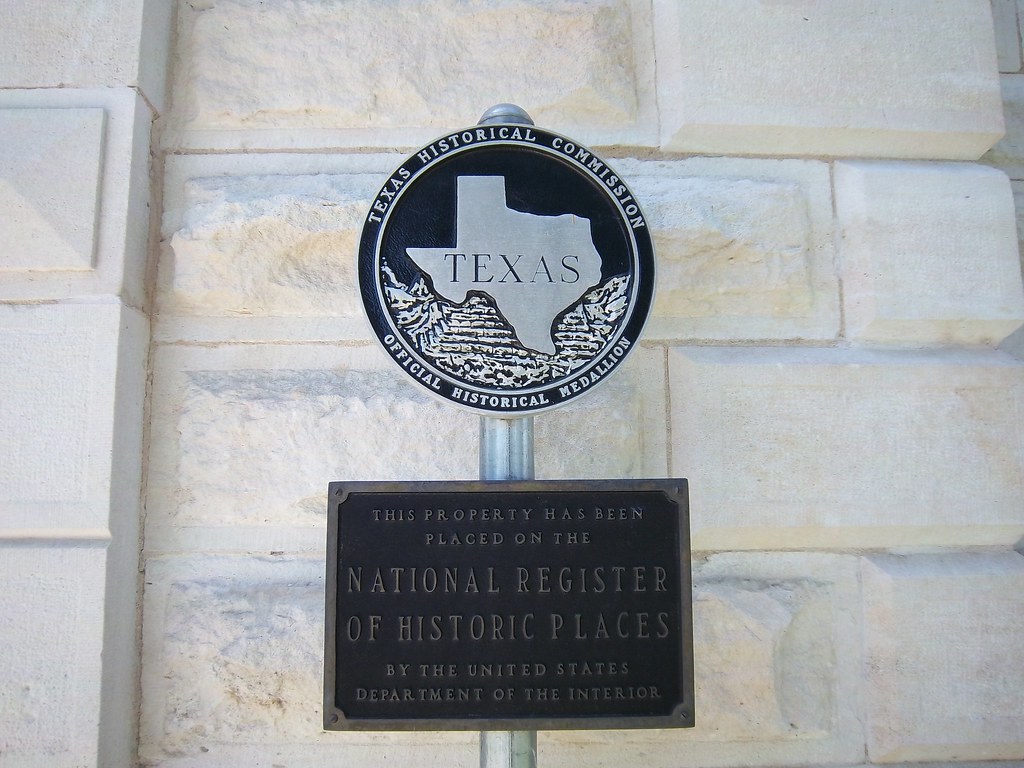 TEXAS HISTORICAL COMMISSION
TEXAS
OFFICIAL HISTORICAL MEDALLION
THIS PROPERTY HAS BEEN
PLACED ON THE
NATIONAL REGISTER
OF HISTORIC PLACES
BY THE UNITED STATES
DEPARTMENT OF THE INTERIOR